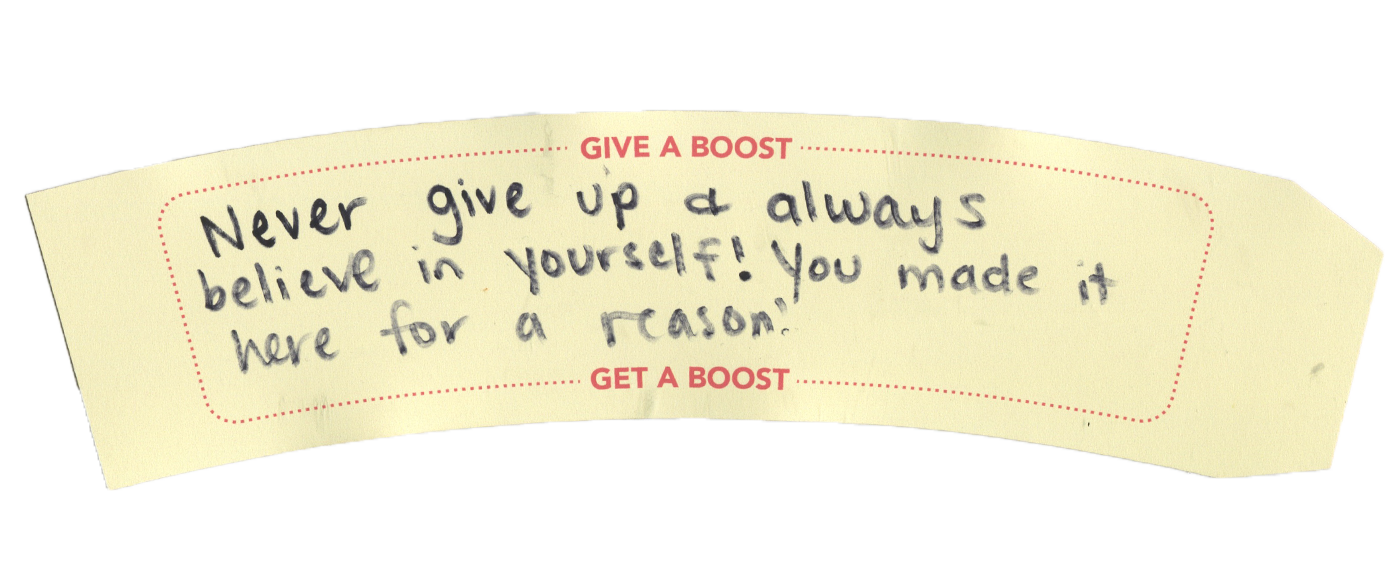 GIVE A BOOST
Never give up & always
believe in yourself! You made it
here for a reason!
GET A BOOST